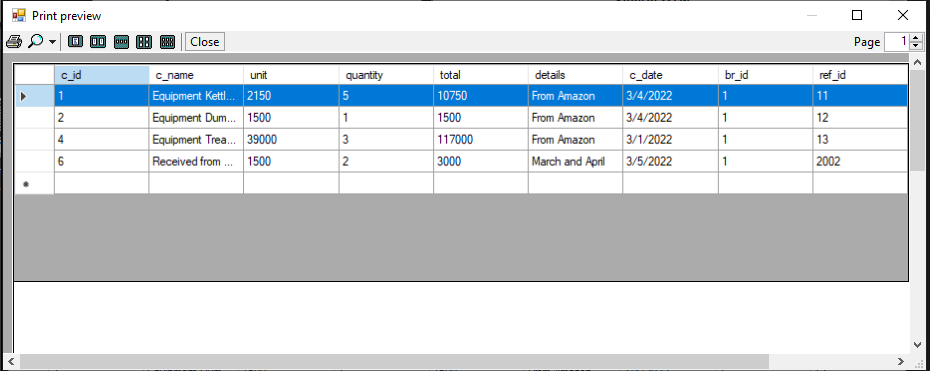 Print preview
Close Page 1
c_id c_name unit quantity total details c_date br_id ref_id
1 Equipment Kettl... 2150 5 10750 From Amazon 3/4/2022 1 11
2 Equipment Dum... 1500 1 1500 From Amazon 3/4/2022 1 12
4 Equipment Trea... 39000 3 117000 From Amazon 3/1/2022 1 13
6 Received from ... 1500 2 3000 March and April 3/5/2022 1 2002